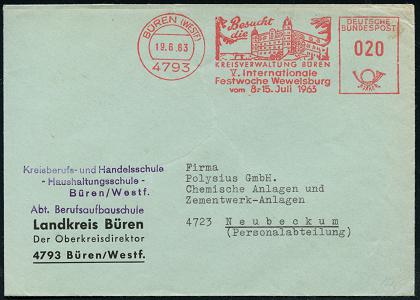 BÜREN (WESTF)
19.6.63
4793
Besucht
die
KREISVERWALTUNG BÜREN
V. Internationale
Festwoche Wewelsburg
vom 8-15. Juli 1963
DEUTSCHE
BUNDESPOST
020
Kreisberufs- und Handelsschule
- Haushaltungsschule -
Büren/Westf.
Abt. Berufsaufbauschule
Landkreis Büren
Der Oberkreisdirektor
4793 Büren/Westf.
Firma
Polysius GmbH.
Chemische Anlagen und
Zementwerk-Anlagen
4723 Neubeckum
(Personalabteilung)